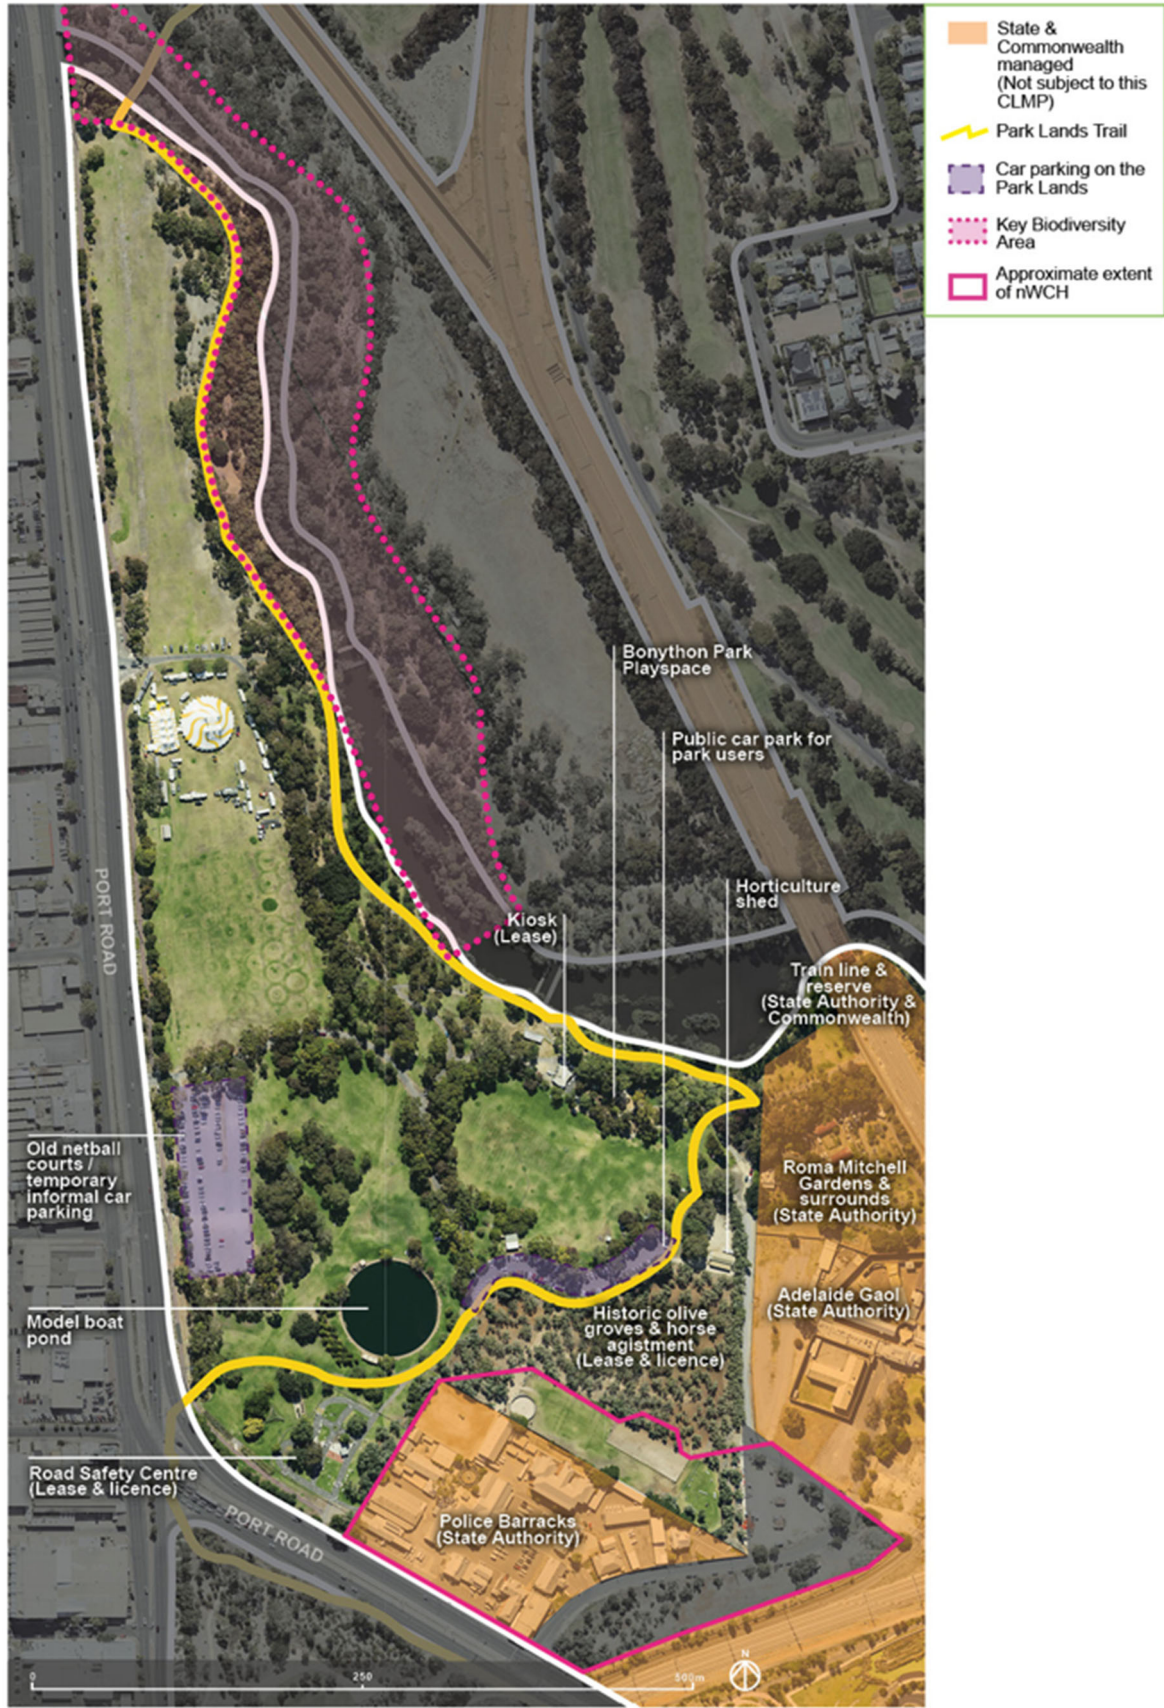 State &
Commonwealth
managed
(Not subject to this
CLMP)
Park Lands Trail
Car parking on the
Park Lands
Key Biodiversity
Area
Approximate extent
of nWCH
Bonython Park
Playspace
Public car park for
park users
Horticulture
shed
Kiosk
(Lease)
PORT ROAD
Train line &
reserve
(State Authority &
Commonwealth)
Old netball
courts /
temporary
informal car
parking
Roma Mitchell
Gardens &
surrounds
(State Authority)
Adelaide Gaol
(State Authority)
Model boat
pond
Historic olive
groves & horse
agistment
(Lease & licence)
Road Safety Centre
(Lease & licence)
PORT ROAD
Police Barracks
(State Authority)
N
0
250
500m